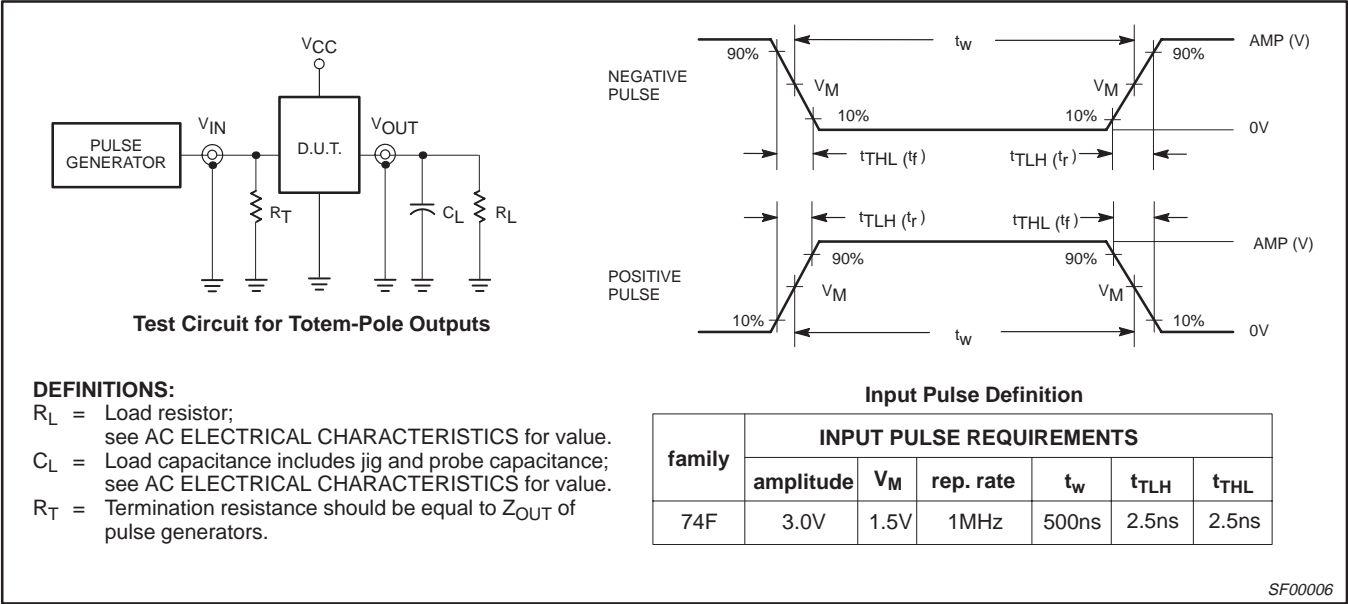 VCC
VIN
VOUT
PULSE
GENERATOR
D.U.T.
RT
CL
RL
Test Circuit for Totem-Pole Outputs
NEGATIVE
PULSE
90%
tw
90%
AMP (V)
VM
VM
10%
10%
0V
tTHL (tf )
tTLH (tr )
tTLH (tr )
tTHL (tf )
AMP (V)
90%
90%
POSITIVE
PULSE
VM
VM
10%
10%
tw
0V
Input Pulse Definition
DEFINITIONS:
RL = Load resistor;
see AC ELECTRICAL CHARACTERISTICS for value.
CL = Load capacitance includes jig and probe capacitance;
see AC ELECTRICAL CHARACTERISTICS for value.
RT = Termination resistance should be equal to ZOUT of
pulse generators.
family
INPUT PULSE REQUIREMENTS
amplitude VM rep. rate tw tTLH tTHL
74F 3.0V 1.5V 1MHz 500ns 2.5ns 2.5ns
SF00006